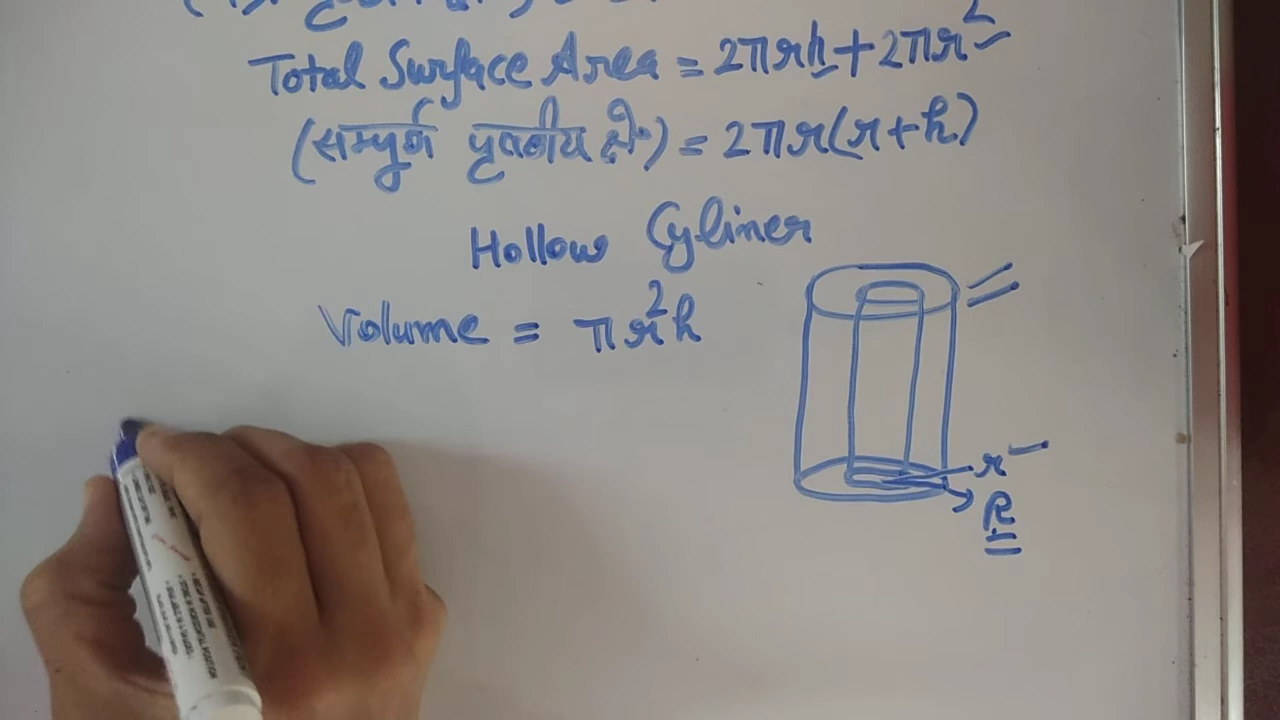 Total Surface Area = 2πrh + 2πr²
(सम्पूर्ण पृष्ठीय क्षे०) = 2πr(r+h)
Hollow Cyliner
Volume = πr²h
r
R